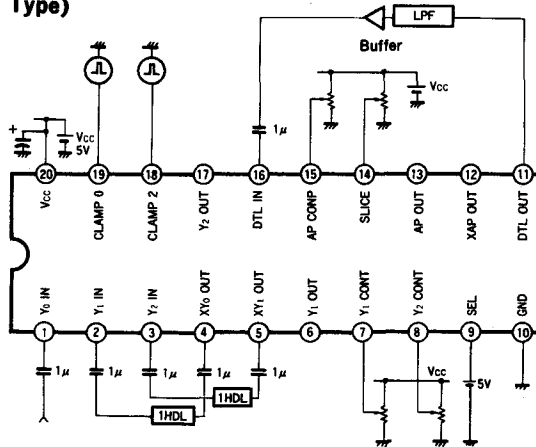 Type)
LPF
Buffer
Vcc
1μ
+
Vcc
5V
20 19 18 17 16 15 14 13 12 11
Vcc
CLAMP 0
CLAMP 2
Y2 OUT
DTL IN
AP CONP
SLICE
AP OUT
XAP OUT
DTL OUT
Y0 IN
Y1 IN
Y2 IN
XY0 OUT
XY1 OUT
Y1 OUT
Y1 CONT
Y2 CONT
SEL
GND
1 2 3 4 5 6 7 8 9 10
1μ 1μ 1μ 1μ 1μ
Vcc
5V
1HDL
1HDL